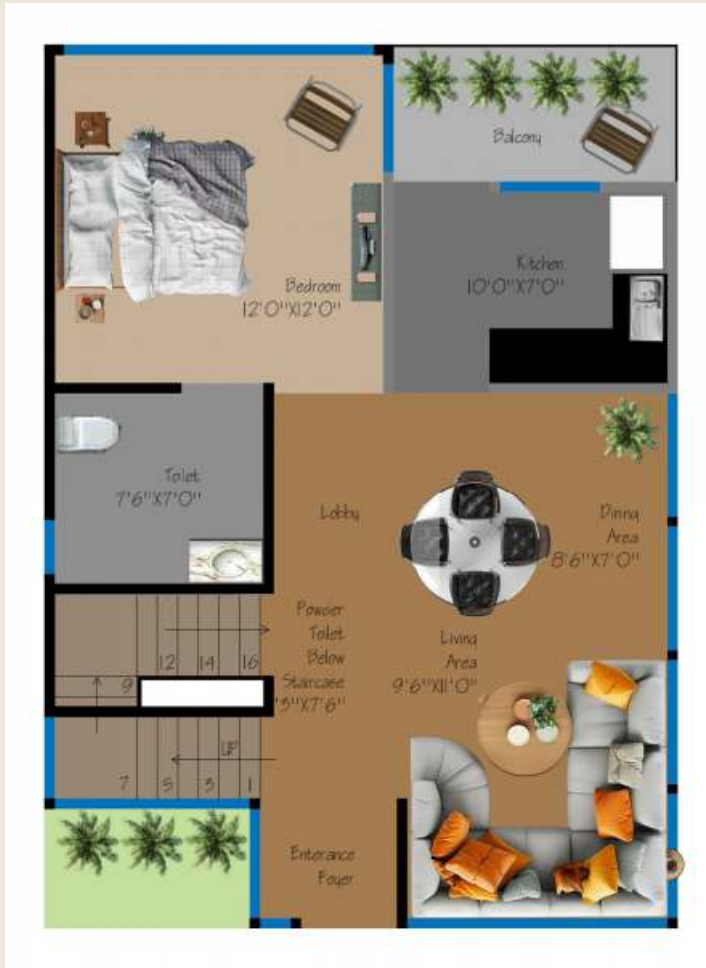 Balcony
Kitchen
10'0"X7'0"
Bedroom
12'0"X12'0"
Toilet
7'6"X7'0"
Lobby
Dinng
Area
8'6"X7'0"
Powder
Toilet
Below
Staircase
'3"X7'6"
Living
Area
9'6"X11'0"
12 14 16
9
UP
7 5 3 1
Enterance
Foyer